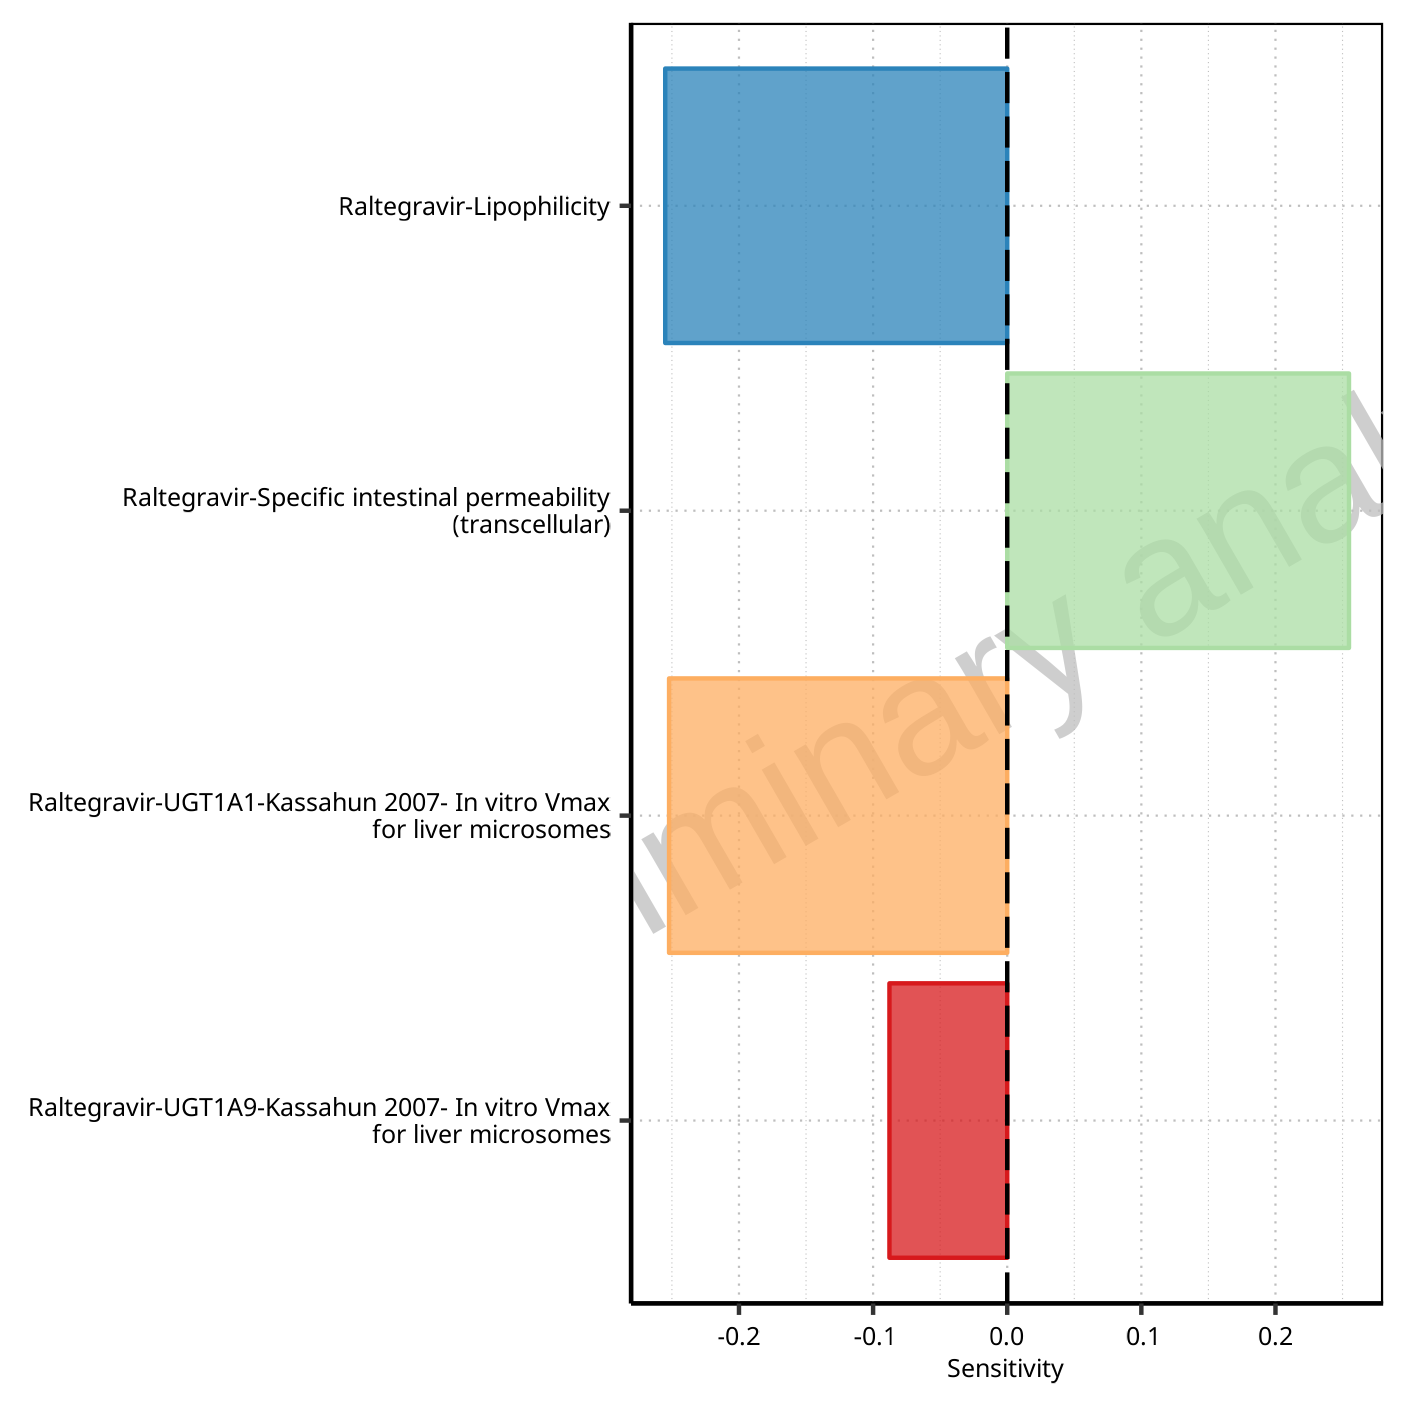 Raltegravir-Lipophilicity
Raltegravir-Specific intestinal permeability
(transcellular)
Raltegravir-UGT1A1-Kassahun 2007- In vitro Vmax
for liver microsomes
Raltegravir-UGT1A9-Kassahun 2007- In vitro Vmax
for liver microsomes
minary anal
-0.2 -0.1 0.0 0.1 0.2
Sensitivity